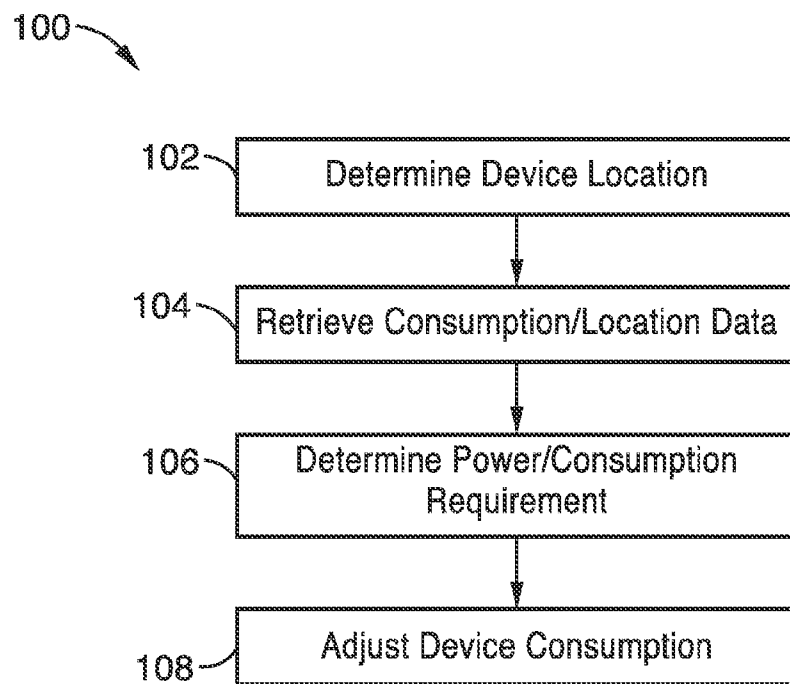 100
102
Determine Device Location
104
Retrieve Consumption/Location Data
106
Determine Power/Consumption
Requirement
108
Adjust Device Consumption